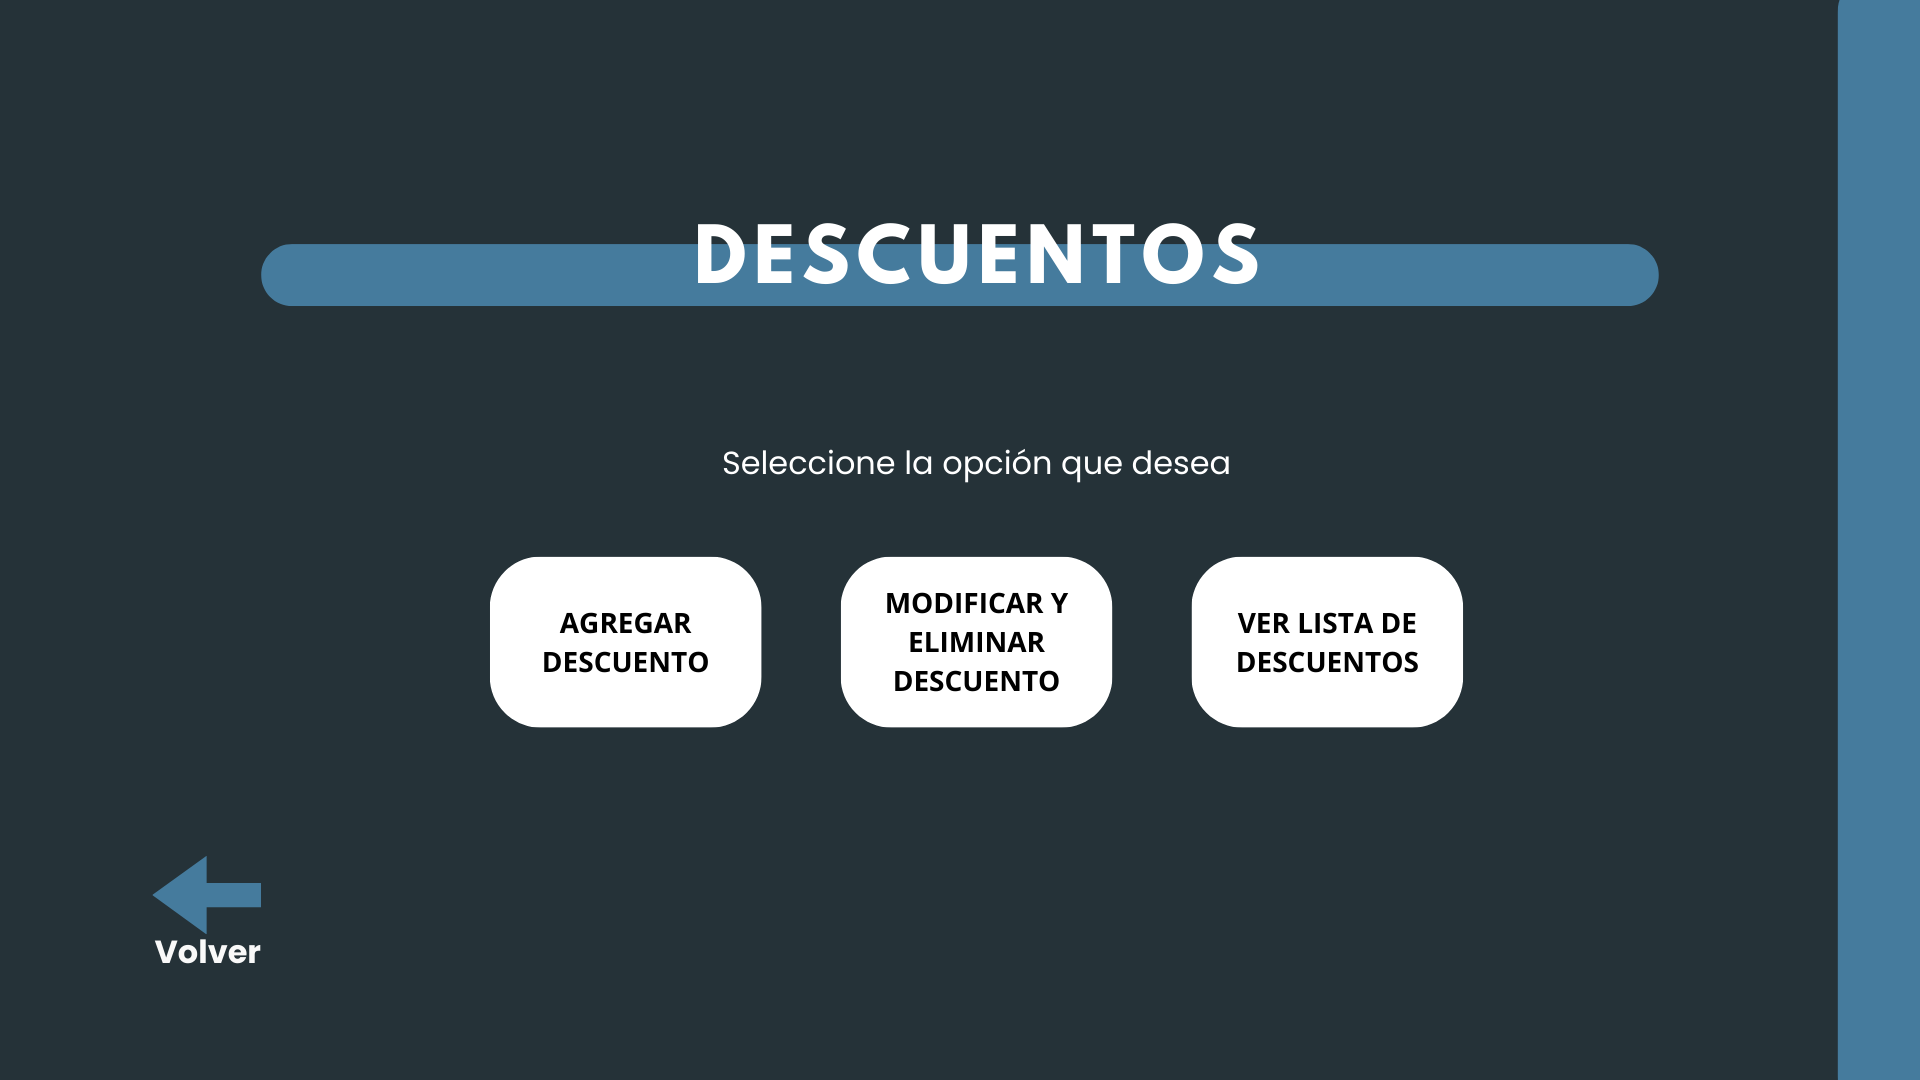 DESCUENTOS
Seleccione la opción que desea
AGREGAR
DESCUENTO
MODIFICAR Y
ELIMINAR
DESCUENTO
VER LISTA DE
DESCUENTOS
Volver